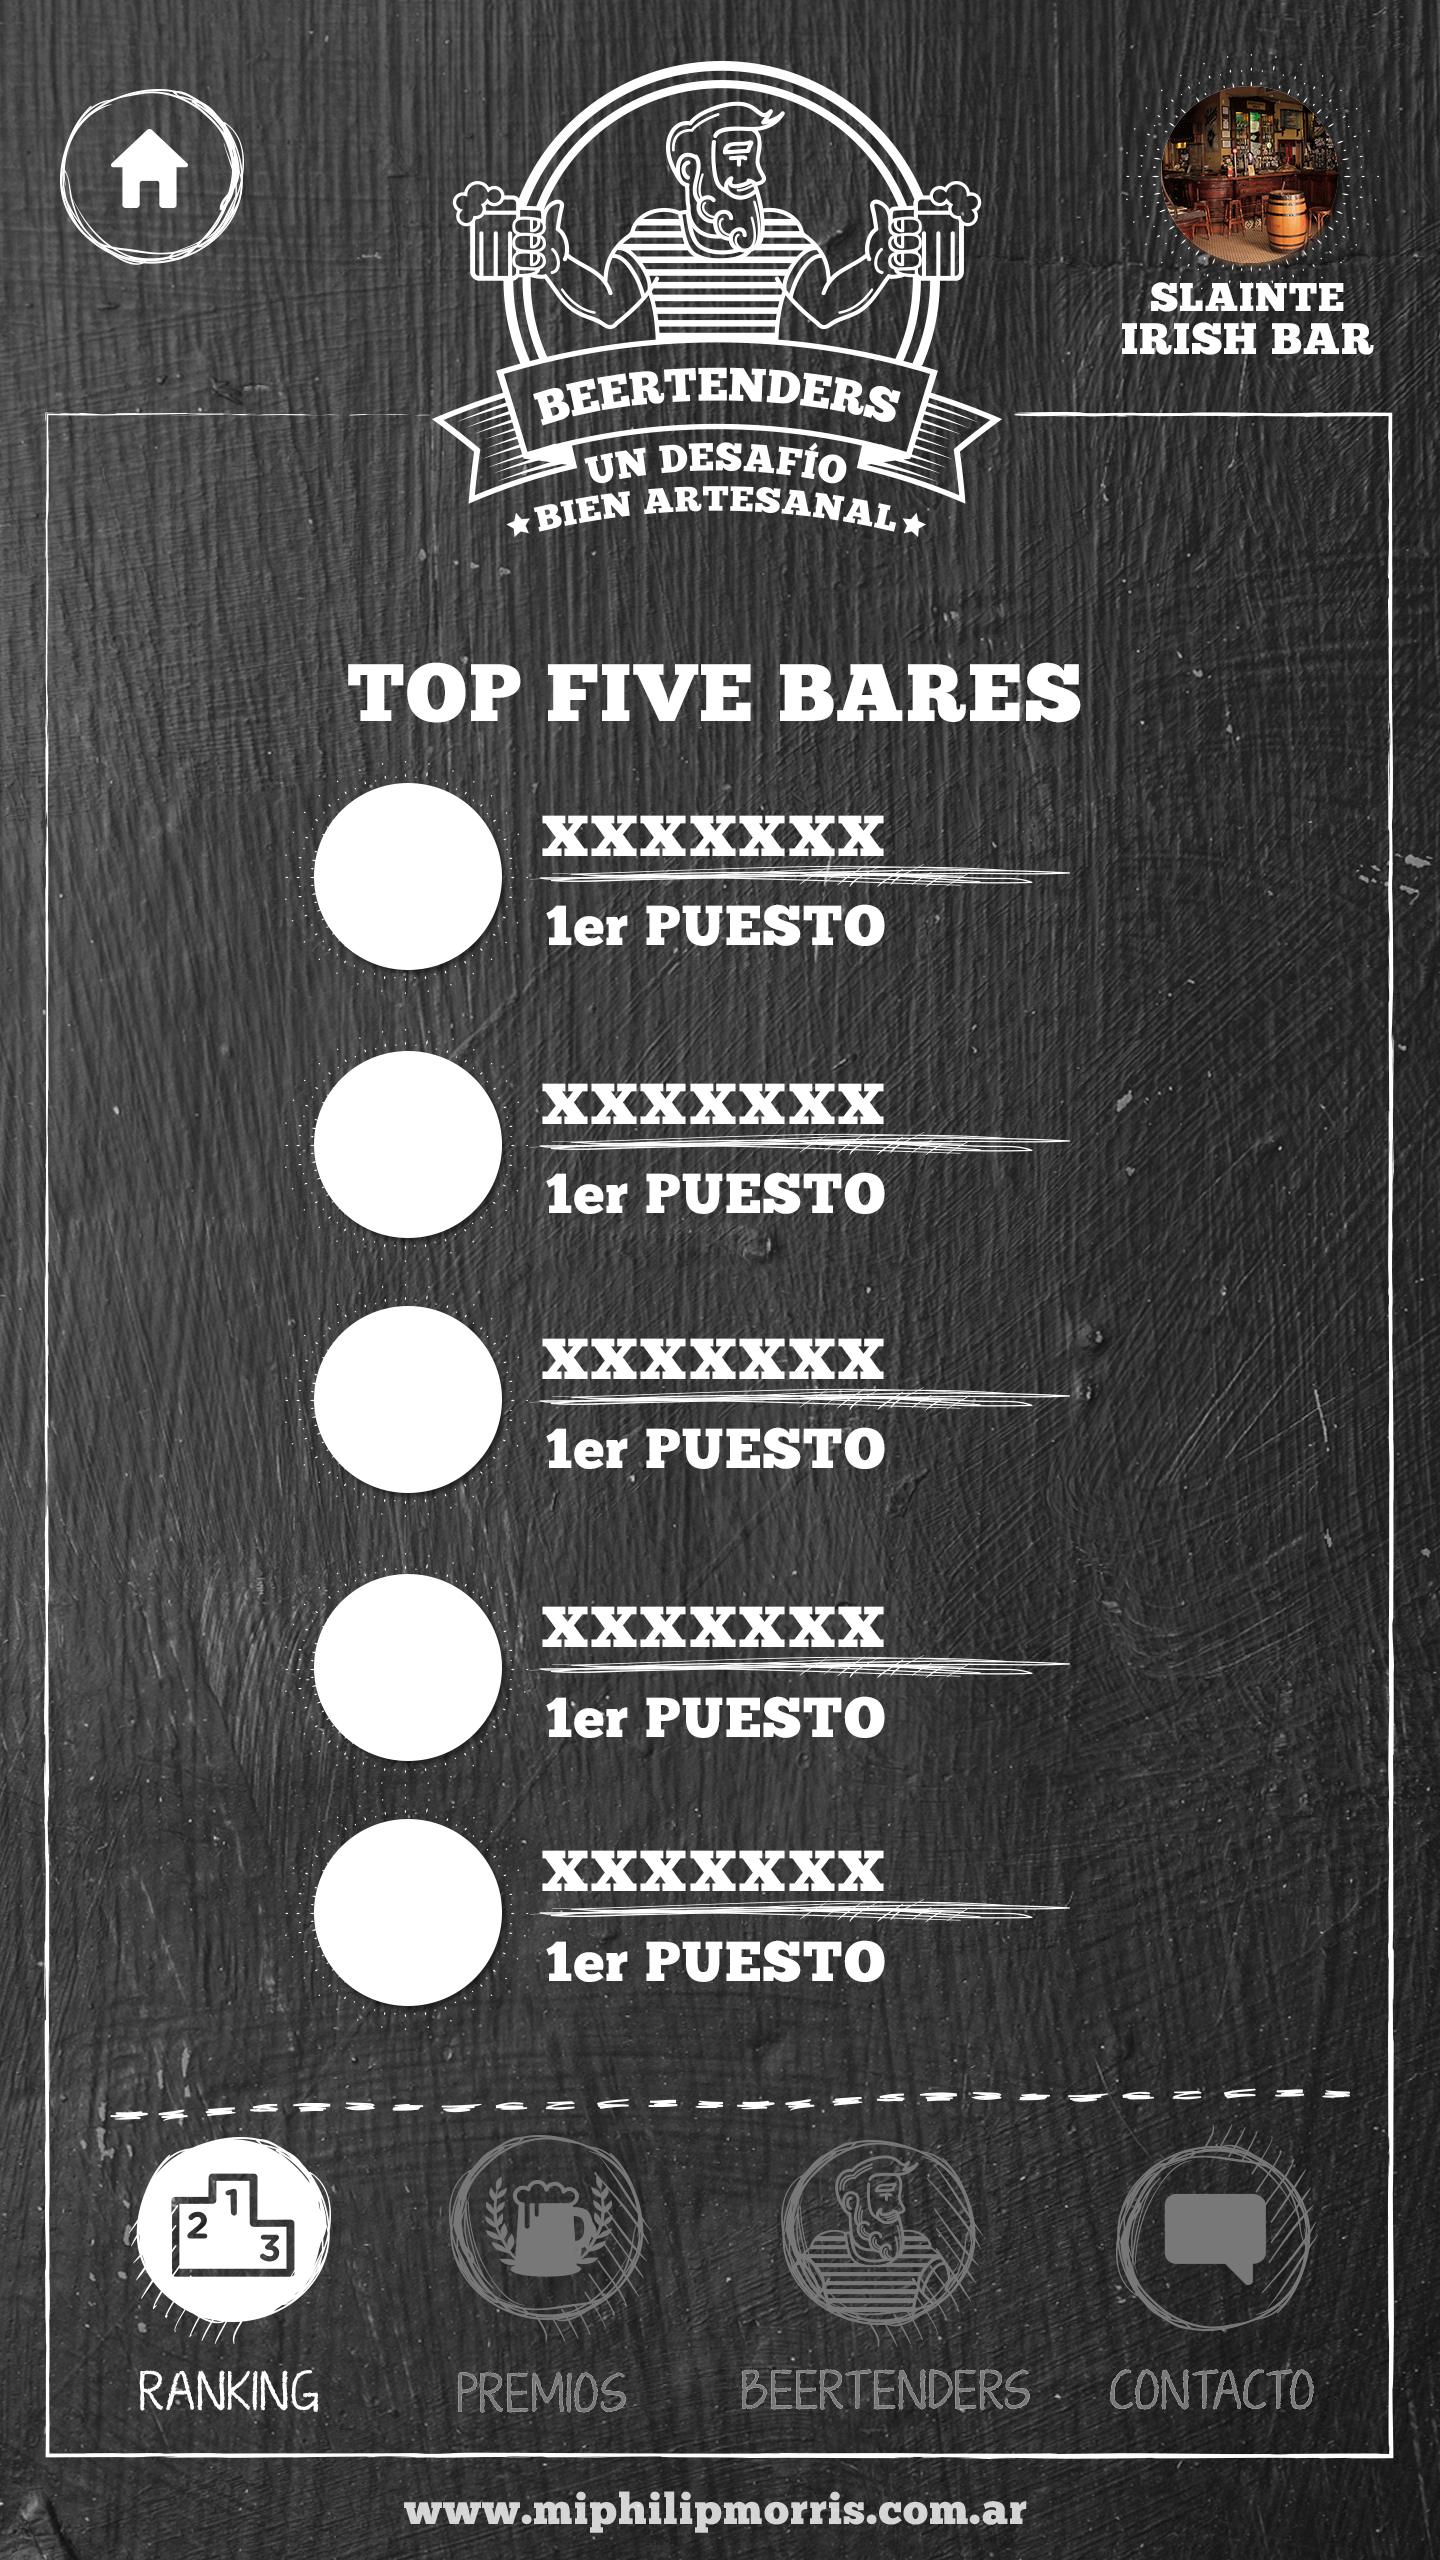 SLAINTE
IRISH BAR
BEERTENDERS
UN DESAFÍO
BIEN ARTESANAL
TOP FIVE BARES
XXXXXXX
1er PUESTO
XXXXXXX
1er PUESTO
XXXXXXX
1er PUESTO
XXXXXXX
1er PUESTO
XXXXXXX
1er PUESTO
1
2
3
RANKING
PREMIOS
BEERTENDERS
CONTACTO
www.miphilipmorris.com.ar